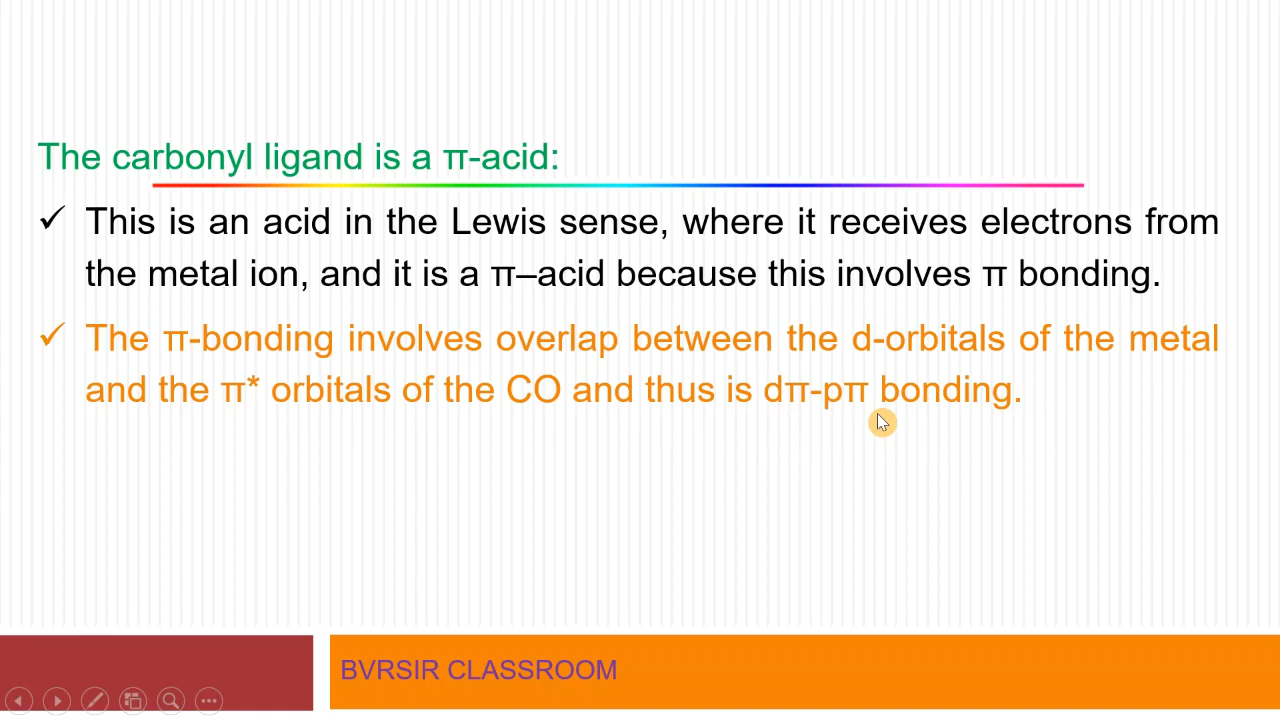 The carbonyl ligand is a π-acid:
✓ This is an acid in the Lewis sense, where it receives electrons from
the metal ion, and it is a π–acid because this involves π bonding.
✓ The π-bonding involves overlap between the d-orbitals of the metal
and the π* orbitals of the CO and thus is dπ-pπ bonding.
BVRSIR CLASSROOM